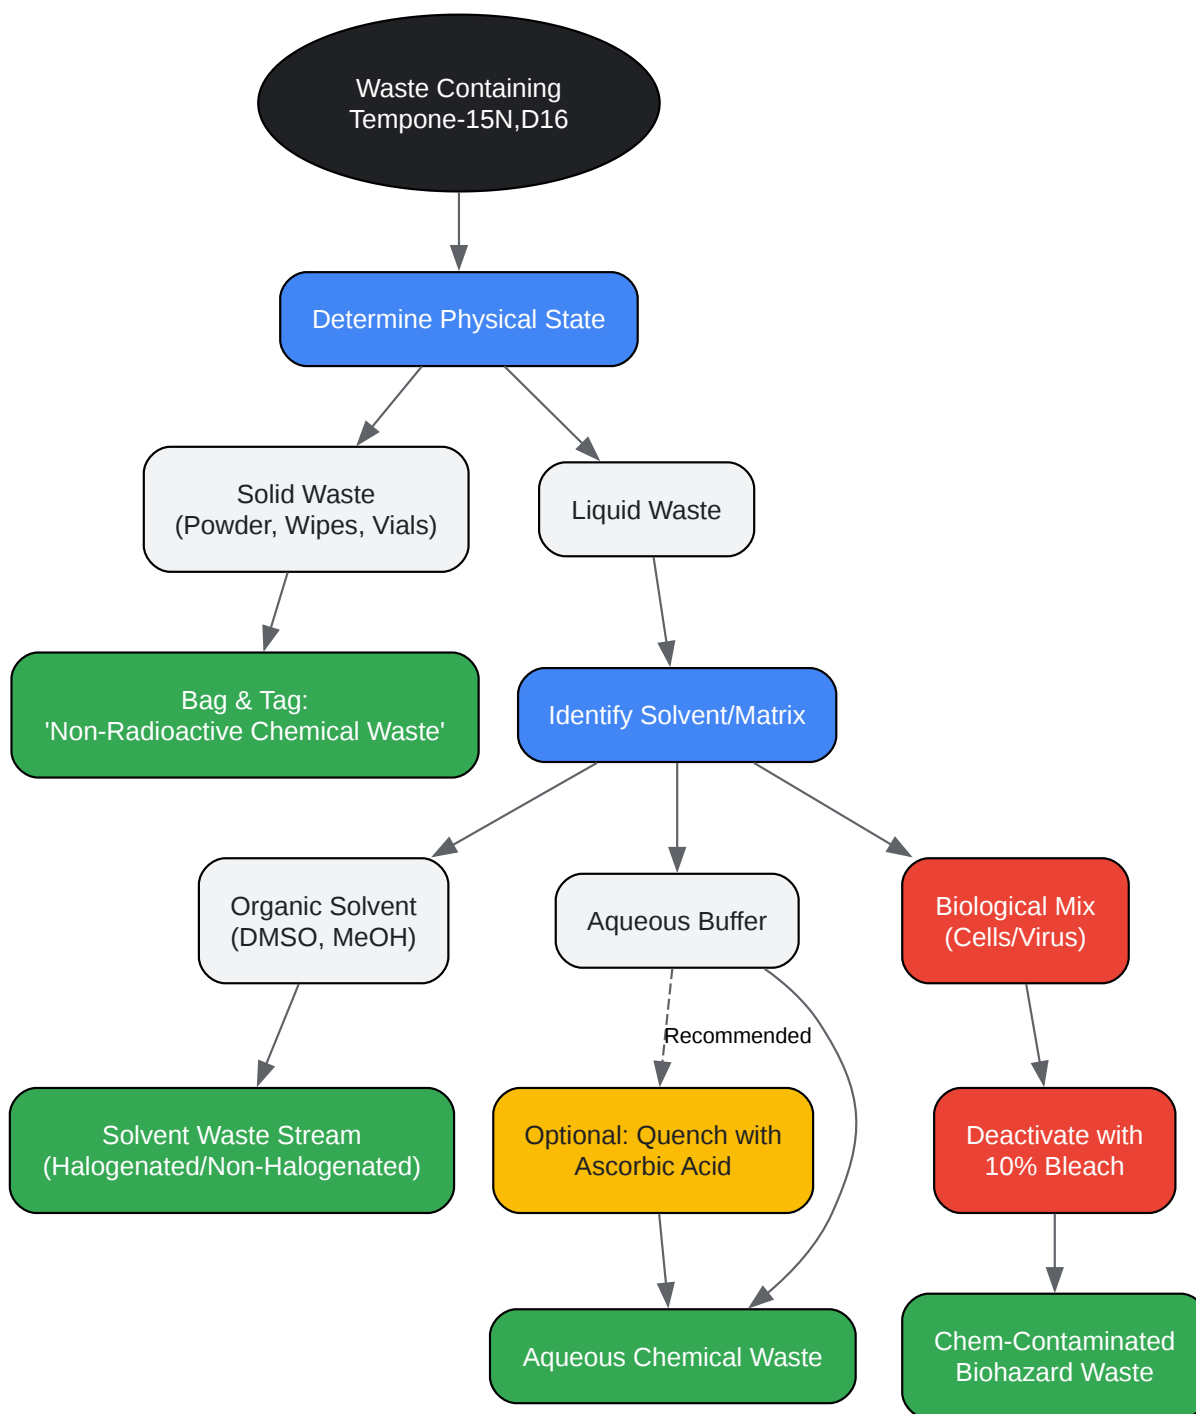 Waste Containing
Tempone-15N,D16
Determine Physical State
Solid Waste
(Powder, Wipes, Vials)
Liquid Waste
Bag & Tag:
'Non-Radioactive Chemical Waste'
Identify Solvent/Matrix
Organic Solvent
(DMSO, MeOH)
Aqueous Buffer
Biological Mix
(Cells/Virus)
Recommended
Solvent Waste Stream
(Halogenated/Non-Halogenated)
Optional: Quench with
Ascorbic Acid
Deactivate with
10% Bleach
Aqueous Chemical Waste
Chem-Contaminated
Biohazard Waste